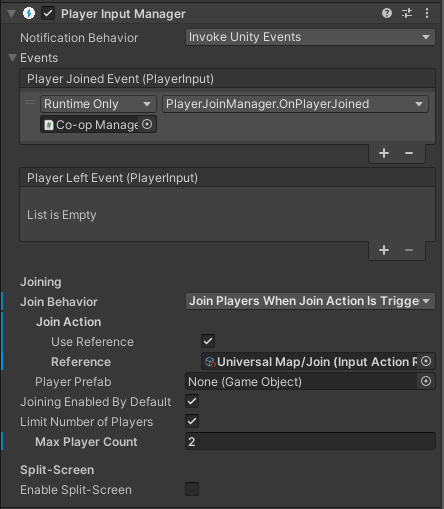 Player Input Manager
Notification Behavior Invoke Unity Events
Events
Player Joined Event (PlayerInput)
Runtime Only PlayerJoinManager.OnPlayerJoined
Co-op Manage
+ −
Player Left Event (PlayerInput)
List is Empty
+ −
Joining
Join Behavior Join Players When Join Action Is Trigge
Join Action
Use Reference
Reference Universal Map/Join (Input Action R
Player Prefab None (Game Object)
Joining Enabled By Default
Limit Number of Players
Max Player Count 2
Split-Screen
Enable Split-Screen